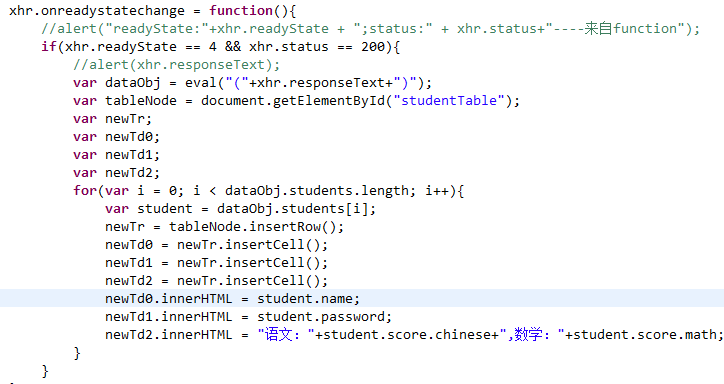 xhr.onreadystatechange = function(){
//alert("readyState:"+xhr.readyState + ";status:" + xhr.status+"----来自function");
if(xhr.readyState == 4 && xhr.status == 200){
//alert(xhr.responseText);
var dataObj = eval("("+xhr.responseText+")");
var tableNode = document.getElementById("studentTable");
var newTr;
var newTd0;
var newTd1;
var newTd2;
for(var i = 0; i < dataObj.students.length; i++){
var student = dataObj.students[i];
newTr = tableNode.insertRow();
newTd0 = newTr.insertCell();
newTd1 = newTr.insertCell();
newTd2 = newTr.insertCell();
newTd0.innerHTML = student.name;
newTd1.innerHTML = student.password;
newTd2.innerHTML = "语文："+student.score.chinese+",数学："+student.score.math;
}
}